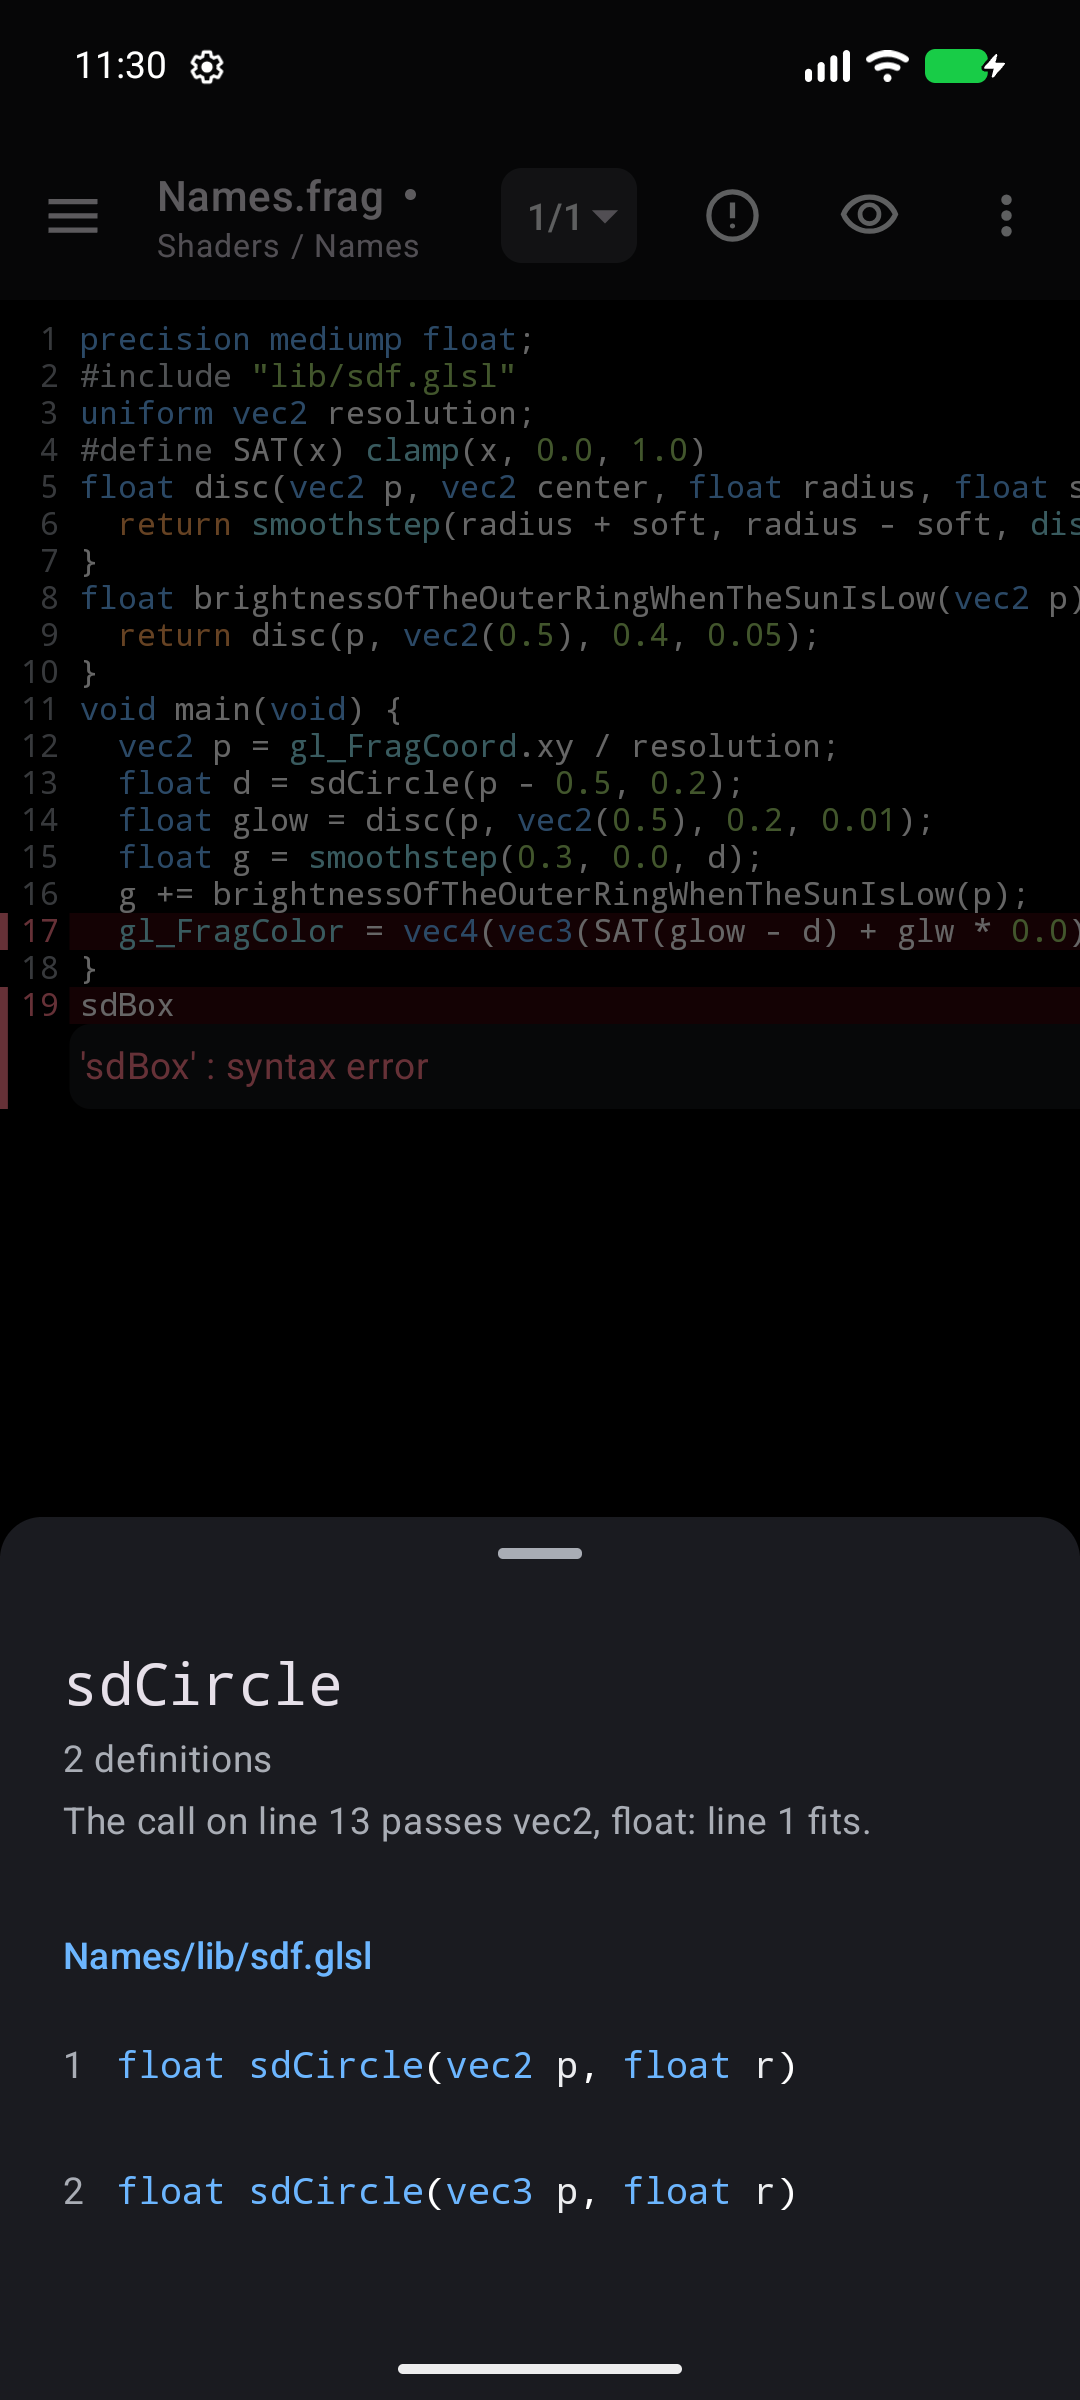 11:30
Names.frag •
Shaders / Names
1/1
1 precision mediump float;
2 #include "lib/sdf.glsl"
3 uniform vec2 resolution;
4 #define SAT(x) clamp(x, 0.0, 1.0)
5 float disc(vec2 p, vec2 center, float radius, float s
6   return smoothstep(radius + soft, radius - soft, dis
7 }
8 float brightnessOfTheOuterRingWhenTheSunIsLow(vec2 p)
9   return disc(p, vec2(0.5), 0.4, 0.05);
10 }
11 void main(void) {
12   vec2 p = gl_FragCoord.xy / resolution;
13   float d = sdCircle(p - 0.5, 0.2);
14   float glow = disc(p, vec2(0.5), 0.2, 0.01);
15   float g = smoothstep(0.3, 0.0, d);
16   g += brightnessOfTheOuterRingWhenTheSunIsLow(p);
17   gl_FragColor = vec4(vec3(SAT(glow - d) + glw * 0.0)
18 }
19 sdBox
'sdBox' : syntax error
sdCircle
2 definitions
The call on line 13 passes vec2, float: line 1 fits.
Names/lib/sdf.glsl
1 float sdCircle(vec2 p, float r)
2 float sdCircle(vec3 p, float r)